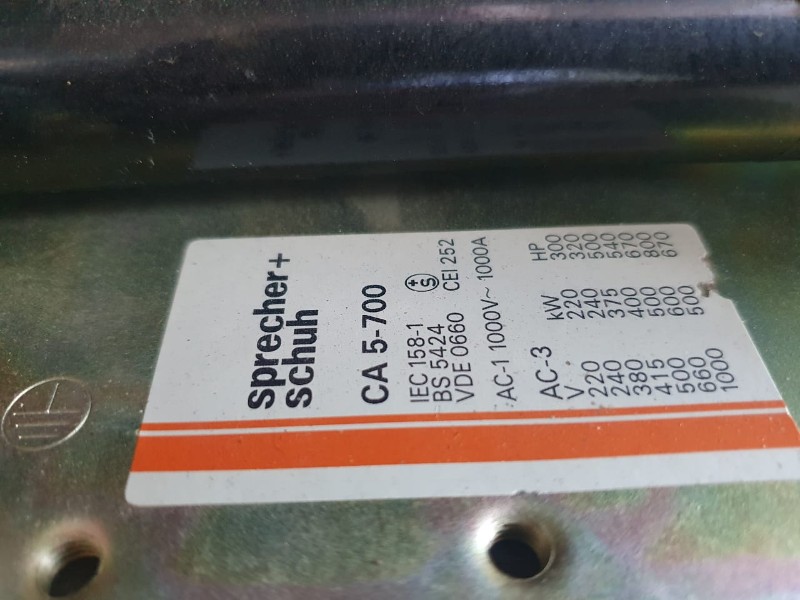 sprecher+
schuh
CA 5-700
IEC 158-1
BS 5424
VDE 0660 CEI 252
AC-1 1000V~ 1000A
AC-3
V kW HP
220 220 300
240 240 320
380 375 500
415 400 540
500 500 670
660 600 800
1000 500 670